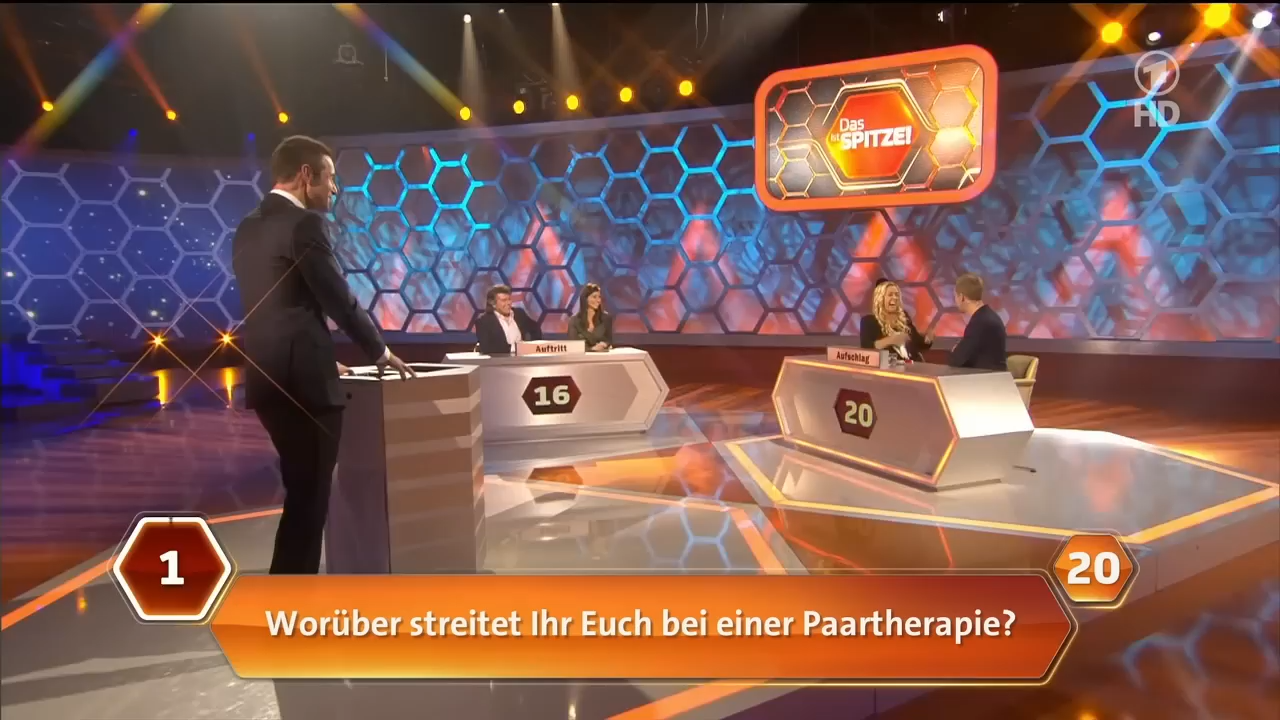 1
HD
Das
ist SPITZE!
Auftritt
Aufschlag
16
20
1
20
Worüber streitet Ihr Euch bei einer Paartherapie?